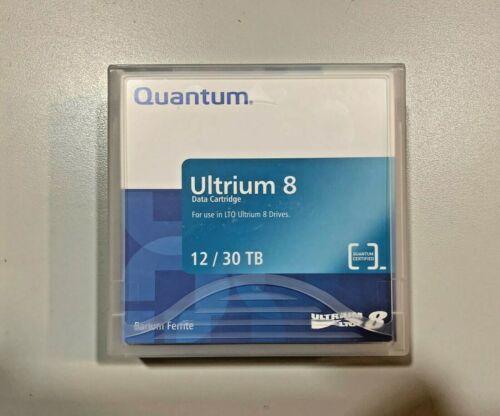 Quantum®
Ultrium 8
Data Cartridge
For use in LTO Ultrium 8 Drives.
12 / 30 TB
QUANTUM
CERTIFIED
ULTRIUM
LTO
8
Barium Ferrite